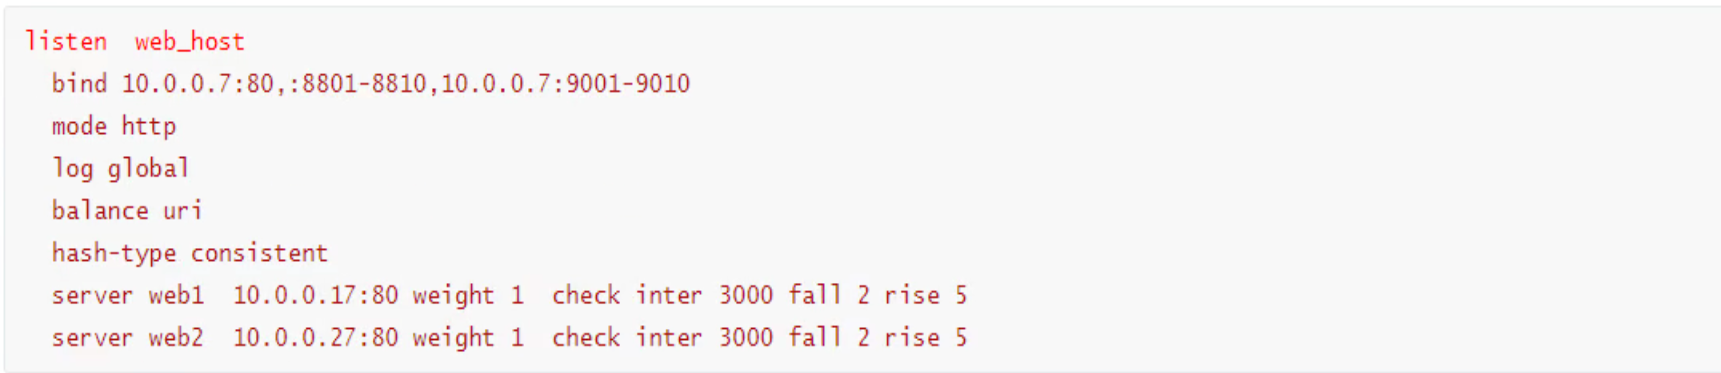 listen  web_host
  bind 10.0.0.7:80,:8801-8810,10.0.0.7:9001-9010
  mode http
  log global
  balance uri
  hash-type consistent
  server web1  10.0.0.17:80 weight 1  check inter 3000 fall 2 rise 5
  server web2  10.0.0.27:80 weight 1  check inter 3000 fall 2 rise 5